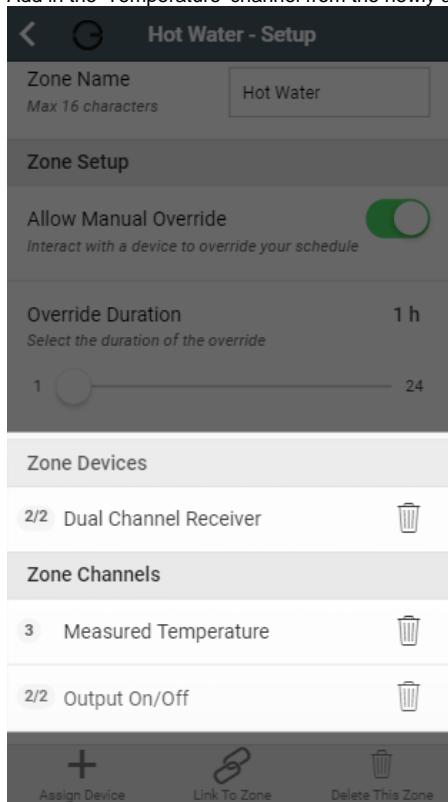 Hot Water - Setup
Zone Name
Max 16 characters
Hot Water
Zone Setup
Allow Manual Override
Interact with a device to override your schedule
Override Duration
1 h
Select the duration of the override
1
24
Zone Devices
2/2 Dual Channel Receiver
Zone Channels
3 Measured Temperature
2/2 Output On/Off
Assign Device
Link To Zone
Delete This Zone